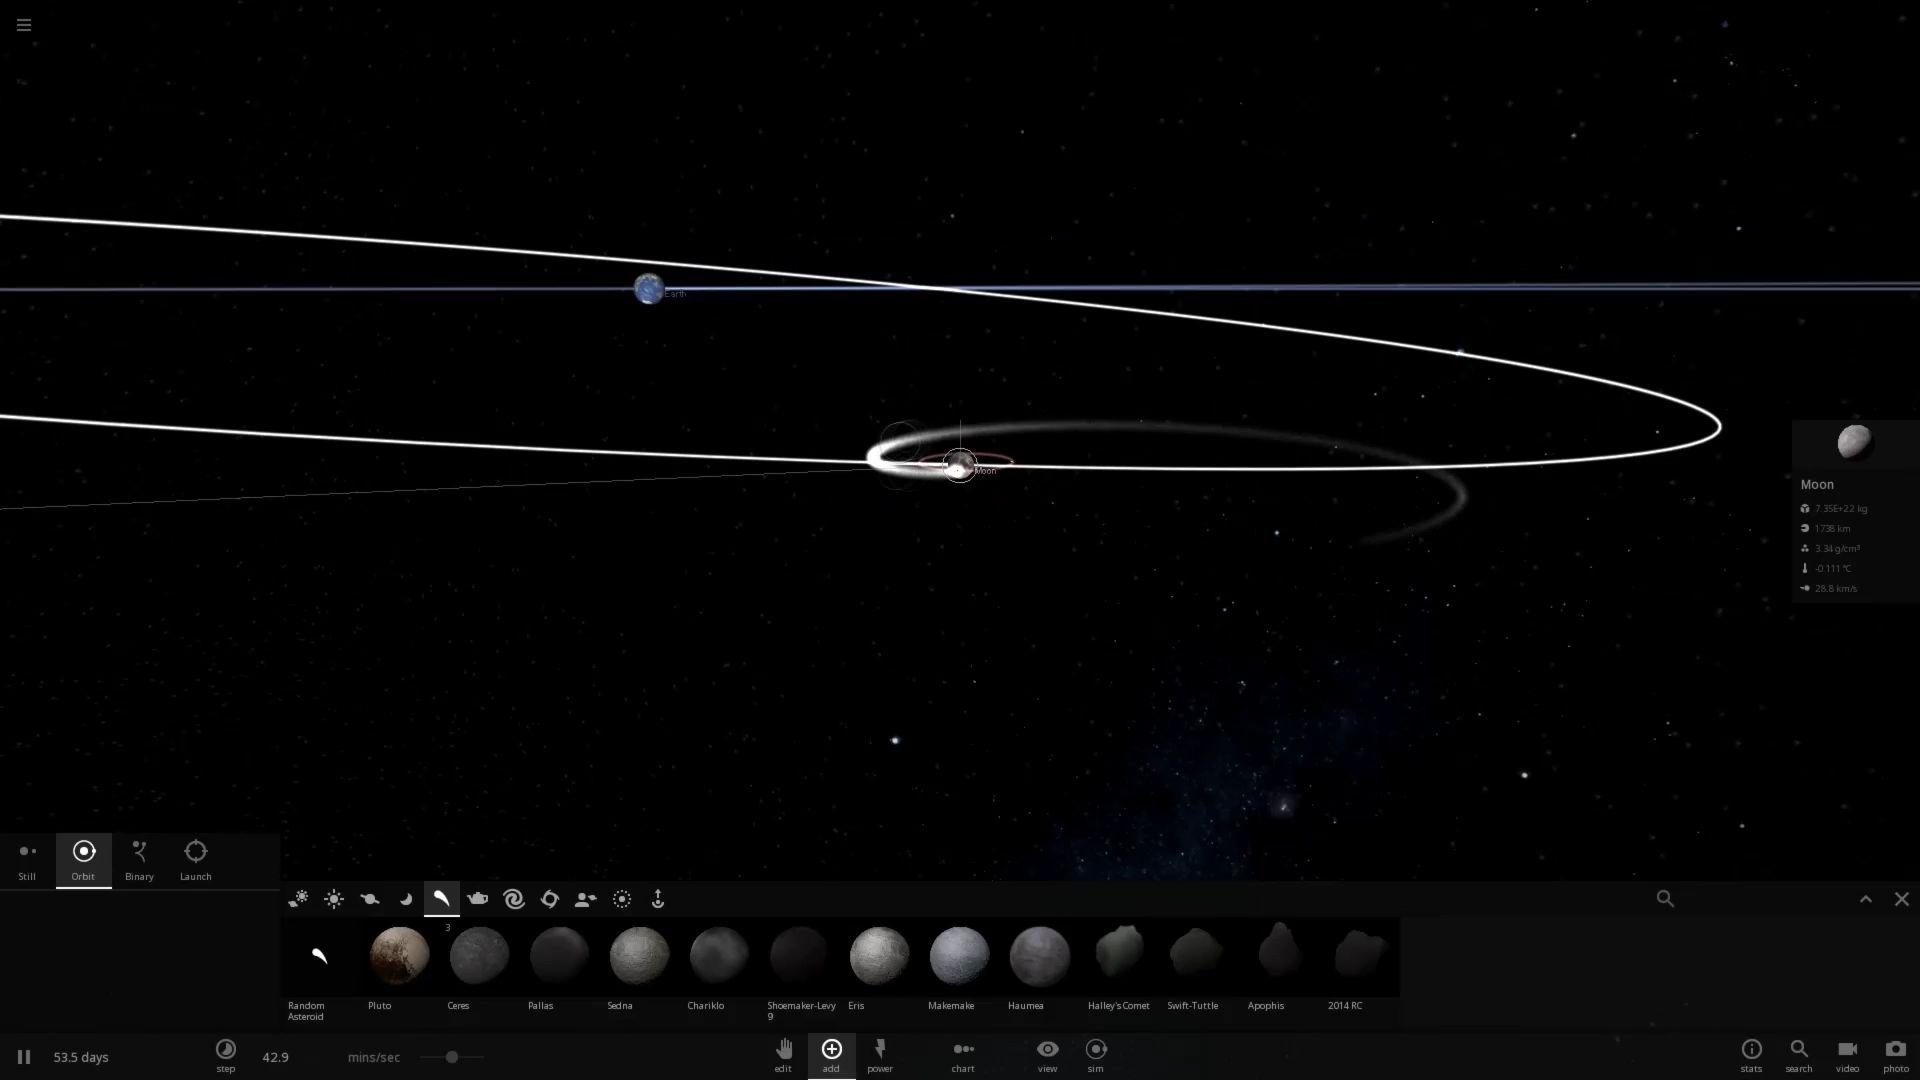 Earth
Moon
Moon
7.35E+22 kg
1738 km
3.34 g/cm³
-0.111 °C
28.8 km/s
Still
Orbit
Binary
Launch
3
Random Asteroid
Pluto
Ceres
Pallas
Sedna
Chariklo
Shoemaker-Levy 9
Eris
Makemake
Haumea
Halley's Comet
Swift-Tuttle
Apophis
2014 RC
53.5 days
step
42.9
mins/sec
edit
add
power
chart
view
sim
stats
search
video
photo